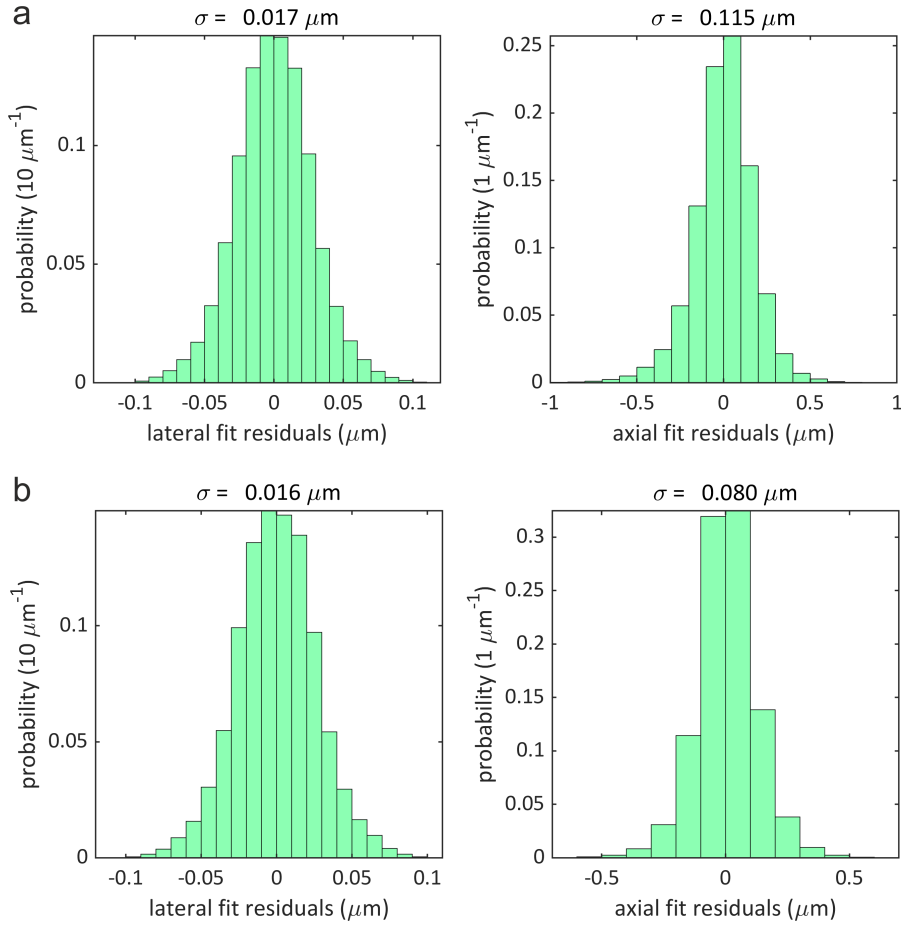 a
σ = 0.017 μm
probability (10 μm-1)
0.1
0.05
0
-0.1 -0.05 0 0.05 0.1
lateral fit residuals (μm)
σ = 0.115 μm
probability (1 μm-1)
0.25
0.2
0.15
0.1
0.05
0
-1 -0.5 0 0.5 1
axial fit residuals (μm)
b
σ = 0.016 μm
probability (10 μm-1)
0.1
0.05
0
-0.1 -0.05 0 0.05 0.1
lateral fit residuals (μm)
σ = 0.080 μm
probability (1 μm-1)
0.3
0.25
0.2
0.15
0.1
0.05
0
-0.5 0 0.5
axial fit residuals (μm)